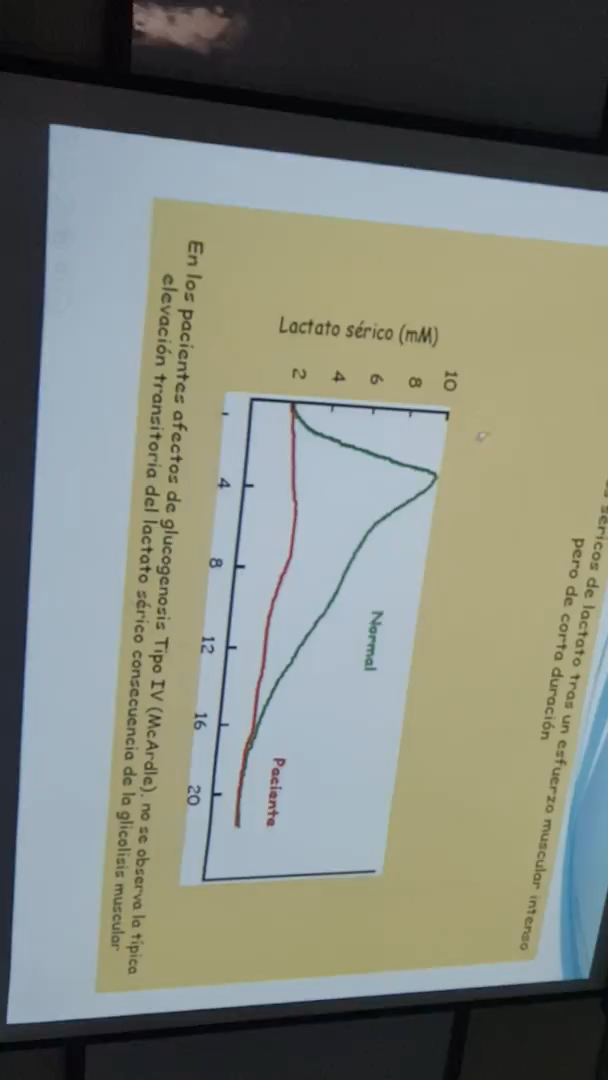 séricos de lactato tras un esfuerzo muscular intenso
pero de corta duración
Lactato sérico (mM)
10
8
6
4
2
Normal
Paciente
4 8 12 16 20
En los pacientes afectos de glucogenosis Tipo IV (McArdle), no se observa la típica
elevación transitoria del lactato sérico consecuencia de la glicolisis muscular